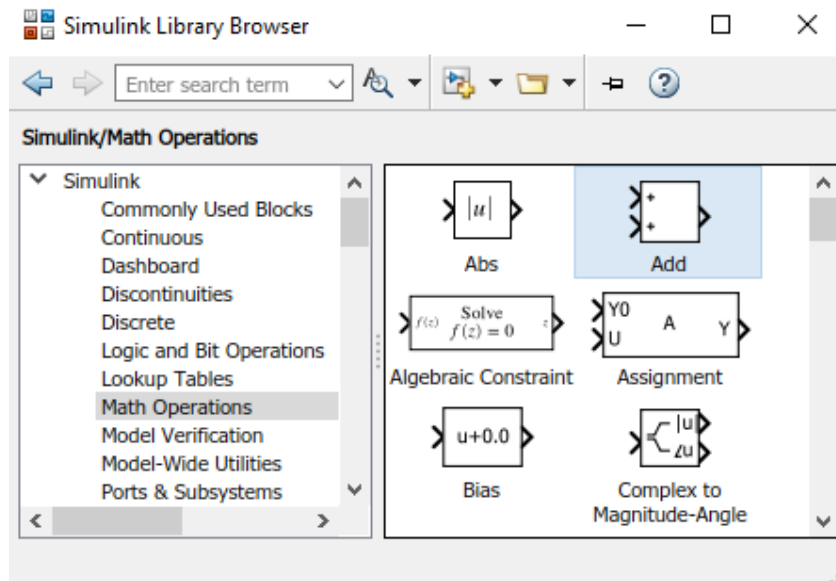 Simulink Library Browser
Enter search term
Simulink/Math Operations
Simulink
Commonly Used Blocks
Continuous
Dashboard
Discontinuities
Discrete
Logic and Bit Operations
Lookup Tables
Math Operations
Model Verification
Model-Wide Utilities
Ports & Subsystems
|u|
Abs
+
+
Add
f(z) Solve z
f(z) = 0
Algebraic Constraint
Y0 A Y
U
Assignment
u+0.0
Bias
|u|
∠u
Complex to
Magnitude-Angle